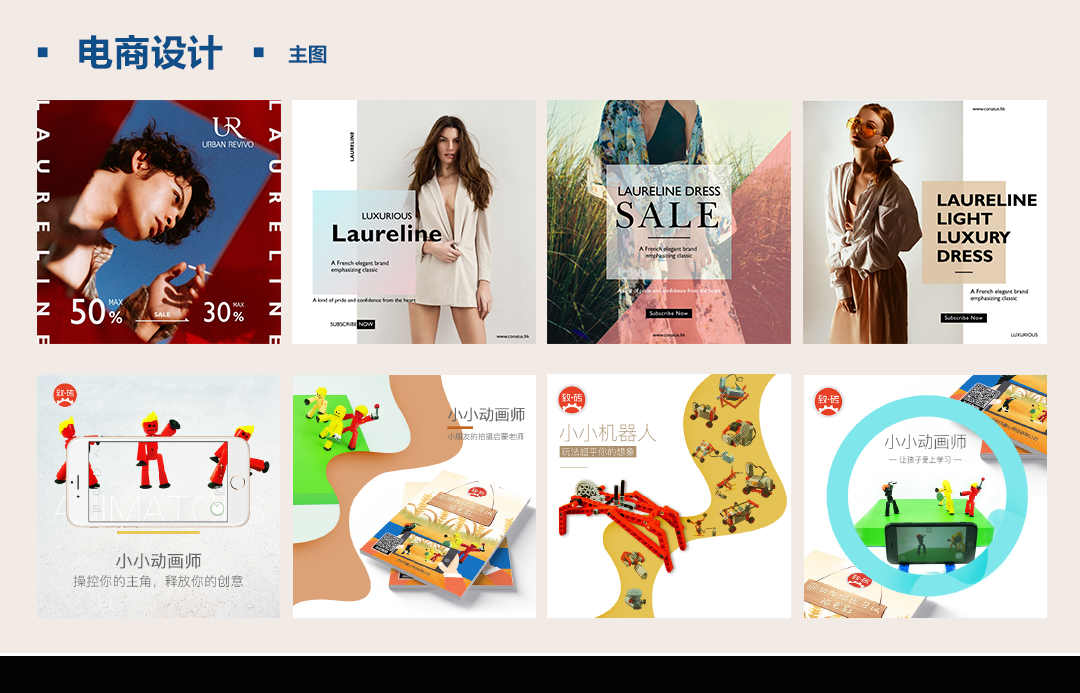 电商设计
主图
LAURELINE
UR
URBAN REVIVO
LAURELINE
50% MAX
SALE
30% MAX
LAURELINE
LUXURIOUS
Laureline
A French elegant brand
emphasizing classic
A kind of pride and confidence from the heart
SUBSCRIBE NOW
www.conatus.hk
LAURELINE DRESS
SALE
A French elegant brand
emphasizing classic
A kind of pride and confidence from the heart
Subscribe Now
www.conatus.hk
www.conatus.hk
LAURELINE
LIGHT
LUXURY
DRESS
A French elegant brand
emphasizing classic
Subscribe Now
LUXURIOUS
致·砖
小小动画师
操控你的主角，释放你的创意
小小动画师
小朋友的拍摄启蒙老师
致·砖
小小机器人
玩法超乎你的想象
致·砖
小小动画师
— 让孩子爱上学习 —
致·砖